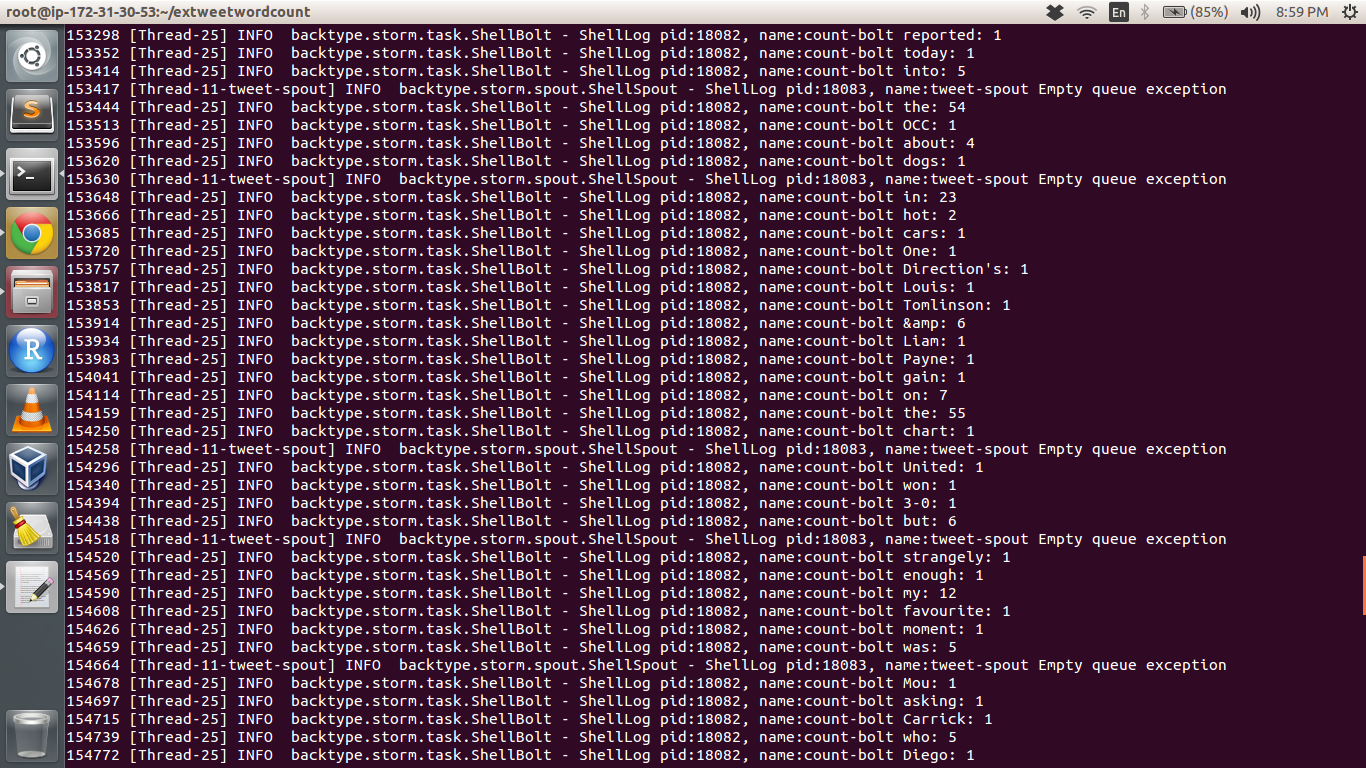 root@ip-172-31-30-53:~/extweetwordcount En (85%) 8:59 PM
153298 [Thread-25] INFO  backtype.storm.task.ShellBolt - ShellLog pid:18082, name:count-bolt reported: 1
153352 [Thread-25] INFO  backtype.storm.task.ShellBolt - ShellLog pid:18082, name:count-bolt today: 1
153414 [Thread-25] INFO  backtype.storm.task.ShellBolt - ShellLog pid:18082, name:count-bolt into: 5
153417 [Thread-11-tweet-spout] INFO  backtype.storm.spout.ShellSpout - ShellLog pid:18083, name:tweet-spout Empty queue exception
153444 [Thread-25] INFO  backtype.storm.task.ShellBolt - ShellLog pid:18082, name:count-bolt the: 54
153513 [Thread-25] INFO  backtype.storm.task.ShellBolt - ShellLog pid:18082, name:count-bolt OCC: 1
153596 [Thread-25] INFO  backtype.storm.task.ShellBolt - ShellLog pid:18082, name:count-bolt about: 4
153620 [Thread-25] INFO  backtype.storm.task.ShellBolt - ShellLog pid:18082, name:count-bolt dogs: 1
153630 [Thread-11-tweet-spout] INFO  backtype.storm.spout.ShellSpout - ShellLog pid:18083, name:tweet-spout Empty queue exception
153648 [Thread-25] INFO  backtype.storm.task.ShellBolt - ShellLog pid:18082, name:count-bolt in: 23
153666 [Thread-25] INFO  backtype.storm.task.ShellBolt - ShellLog pid:18082, name:count-bolt hot: 2
153685 [Thread-25] INFO  backtype.storm.task.ShellBolt - ShellLog pid:18082, name:count-bolt cars: 1
153720 [Thread-25] INFO  backtype.storm.task.ShellBolt - ShellLog pid:18082, name:count-bolt One: 1
153757 [Thread-25] INFO  backtype.storm.task.ShellBolt - ShellLog pid:18082, name:count-bolt Direction's: 1
153817 [Thread-25] INFO  backtype.storm.task.ShellBolt - ShellLog pid:18082, name:count-bolt Louis: 1
153853 [Thread-25] INFO  backtype.storm.task.ShellBolt - ShellLog pid:18082, name:count-bolt Tomlinson: 1
153914 [Thread-25] INFO  backtype.storm.task.ShellBolt - ShellLog pid:18082, name:count-bolt &amp: 6
153934 [Thread-25] INFO  backtype.storm.task.ShellBolt - ShellLog pid:18082, name:count-bolt Liam: 1
153983 [Thread-25] INFO  backtype.storm.task.ShellBolt - ShellLog pid:18082, name:count-bolt Payne: 1
154041 [Thread-25] INFO  backtype.storm.task.ShellBolt - ShellLog pid:18082, name:count-bolt gain: 1
154114 [Thread-25] INFO  backtype.storm.task.ShellBolt - ShellLog pid:18082, name:count-bolt on: 7
154159 [Thread-25] INFO  backtype.storm.task.ShellBolt - ShellLog pid:18082, name:count-bolt the: 55
154250 [Thread-25] INFO  backtype.storm.task.ShellBolt - ShellLog pid:18082, name:count-bolt chart: 1
154258 [Thread-11-tweet-spout] INFO  backtype.storm.spout.ShellSpout - ShellLog pid:18083, name:tweet-spout Empty queue exception
154296 [Thread-25] INFO  backtype.storm.task.ShellBolt - ShellLog pid:18082, name:count-bolt United: 1
154340 [Thread-25] INFO  backtype.storm.task.ShellBolt - ShellLog pid:18082, name:count-bolt won: 1
154394 [Thread-25] INFO  backtype.storm.task.ShellBolt - ShellLog pid:18082, name:count-bolt 3-0: 1
154438 [Thread-25] INFO  backtype.storm.task.ShellBolt - ShellLog pid:18082, name:count-bolt but: 6
154518 [Thread-11-tweet-spout] INFO  backtype.storm.spout.ShellSpout - ShellLog pid:18083, name:tweet-spout Empty queue exception
154520 [Thread-25] INFO  backtype.storm.task.ShellBolt - ShellLog pid:18082, name:count-bolt strangely: 1
154569 [Thread-25] INFO  backtype.storm.task.ShellBolt - ShellLog pid:18082, name:count-bolt enough: 1
154590 [Thread-25] INFO  backtype.storm.task.ShellBolt - ShellLog pid:18082, name:count-bolt my: 12
154608 [Thread-25] INFO  backtype.storm.task.ShellBolt - ShellLog pid:18082, name:count-bolt favourite: 1
154626 [Thread-25] INFO  backtype.storm.task.ShellBolt - ShellLog pid:18082, name:count-bolt moment: 1
154659 [Thread-25] INFO  backtype.storm.task.ShellBolt - ShellLog pid:18082, name:count-bolt was: 5
154664 [Thread-11-tweet-spout] INFO  backtype.storm.spout.ShellSpout - ShellLog pid:18083, name:tweet-spout Empty queue exception
154678 [Thread-25] INFO  backtype.storm.task.ShellBolt - ShellLog pid:18082, name:count-bolt Mou: 1
154697 [Thread-25] INFO  backtype.storm.task.ShellBolt - ShellLog pid:18082, name:count-bolt asking: 1
154715 [Thread-25] INFO  backtype.storm.task.ShellBolt - ShellLog pid:18082, name:count-bolt Carrick: 1
154739 [Thread-25] INFO  backtype.storm.task.ShellBolt - ShellLog pid:18082, name:count-bolt who: 5
154772 [Thread-25] INFO  backtype.storm.task.ShellBolt - ShellLog pid:18082, name:count-bolt Diego: 1